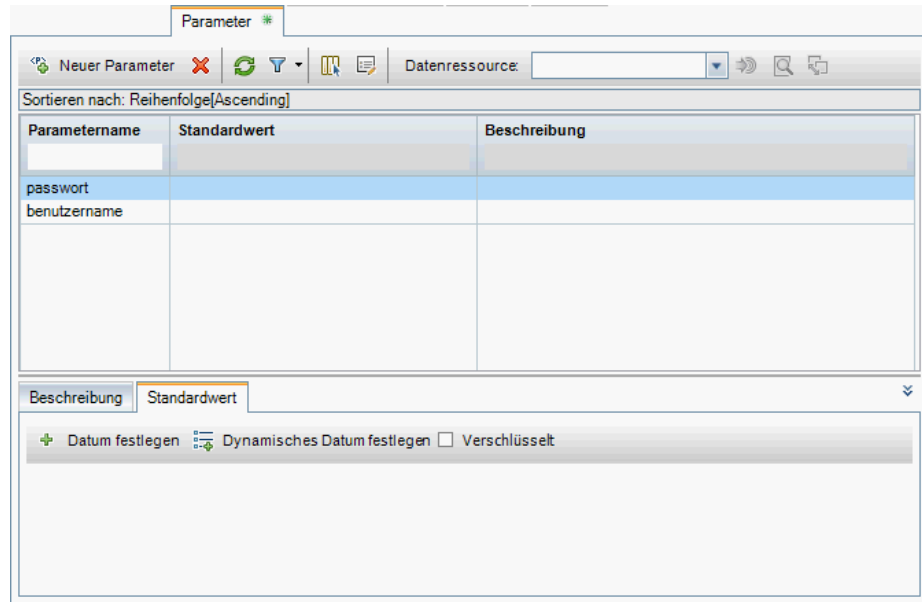 Parameter
Neuer Parameter Datenressource:
Sortieren nach: Reihenfolge[Ascending]
Parametername Standardwert Beschreibung
passwort
benutzername
Beschreibung Standardwert
Datum festlegen Dynamisches Datum festlegen Verschlüsselt